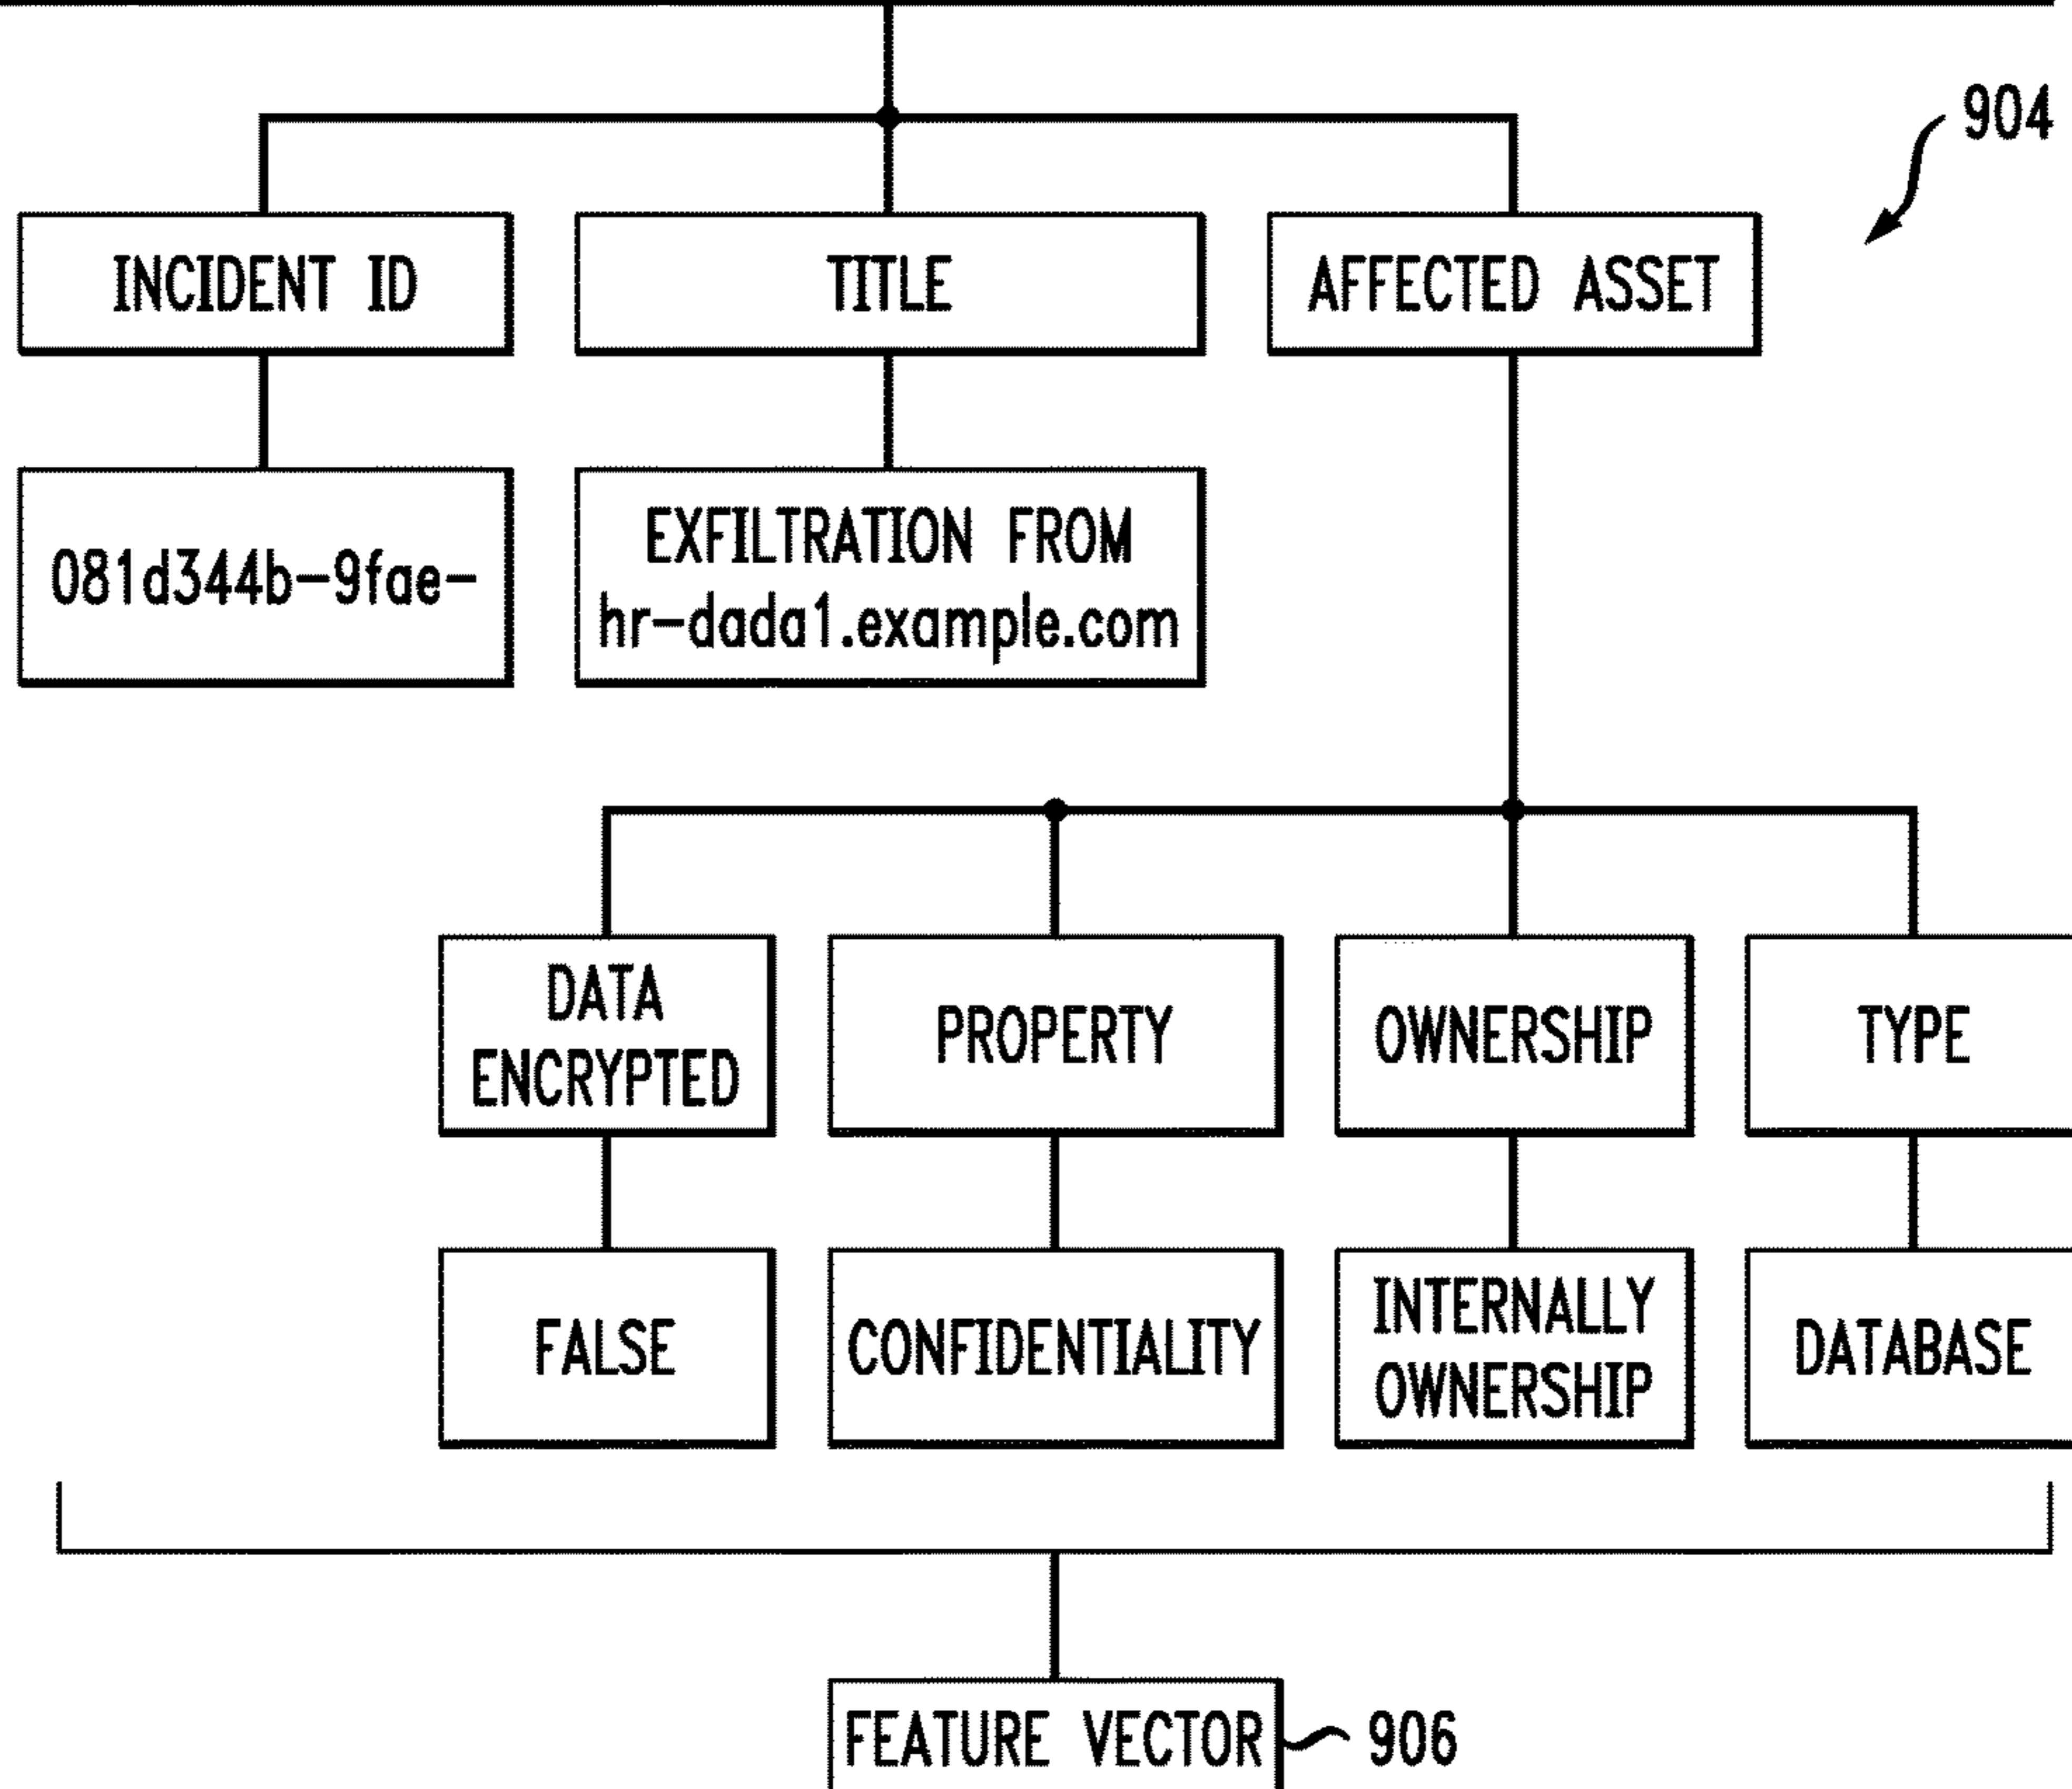 904
INCIDENT ID
TITLE
AFFECTED ASSET
081d344b-9fae-
EXFILTRATION FROM
hr-dada1.example.com
DATA
ENCRYPTED
PROPERTY
OWNERSHIP
TYPE
FALSE
CONFIDENTIALITY
INTERNALLY
OWNERSHIP
DATABASE
FEATURE VECTOR
906